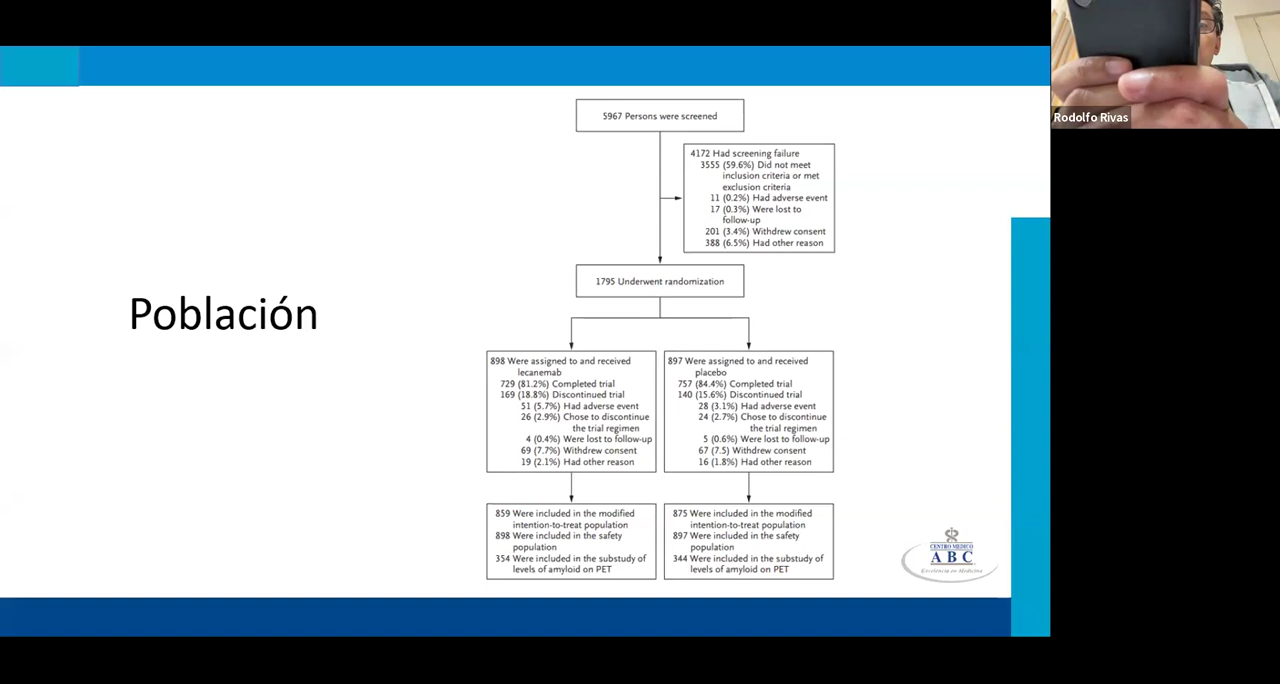 Rodolfo Rivas
Población
5967 Persons were screened
4172 Had screening failure
3555 (59.6%) Did not meet
inclusion criteria or met
exclusion criteria
11 (0.2%) Had adverse event
17 (0.3%) Were lost to
follow-up
201 (3.4%) Withdrew consent
388 (6.5%) Had other reason
1795 Underwent randomization
898 Were assigned to and received
lecanemab
729 (81.2%) Completed trial
169 (18.8%) Discontinued trial
51 (5.7%) Had adverse event
26 (2.9%) Chose to discontinue
the trial regimen
4 (0.4%) Were lost to follow-up
69 (7.7%) Withdrew consent
19 (2.1%) Had other reason
897 Were assigned to and received
placebo
757 (84.4%) Completed trial
140 (15.6%) Discontinued trial
28 (3.1%) Had adverse event
24 (2.7%) Chose to discontinue
the trial regimen
5 (0.6%) Were lost to follow-up
67 (7.5) Withdrew consent
16 (1.8%) Had other reason
859 Were included in the modified
intention-to-treat population
898 Were included in the safety
population
354 Were included in the substudy of
levels of amyloid on PET
875 Were included in the modified
intention-to-treat population
897 Were included in the safety
population
344 Were included in the substudy of
levels of amyloid on PET
CENTRO MEDICO
ABC
Excelencia en Medicina